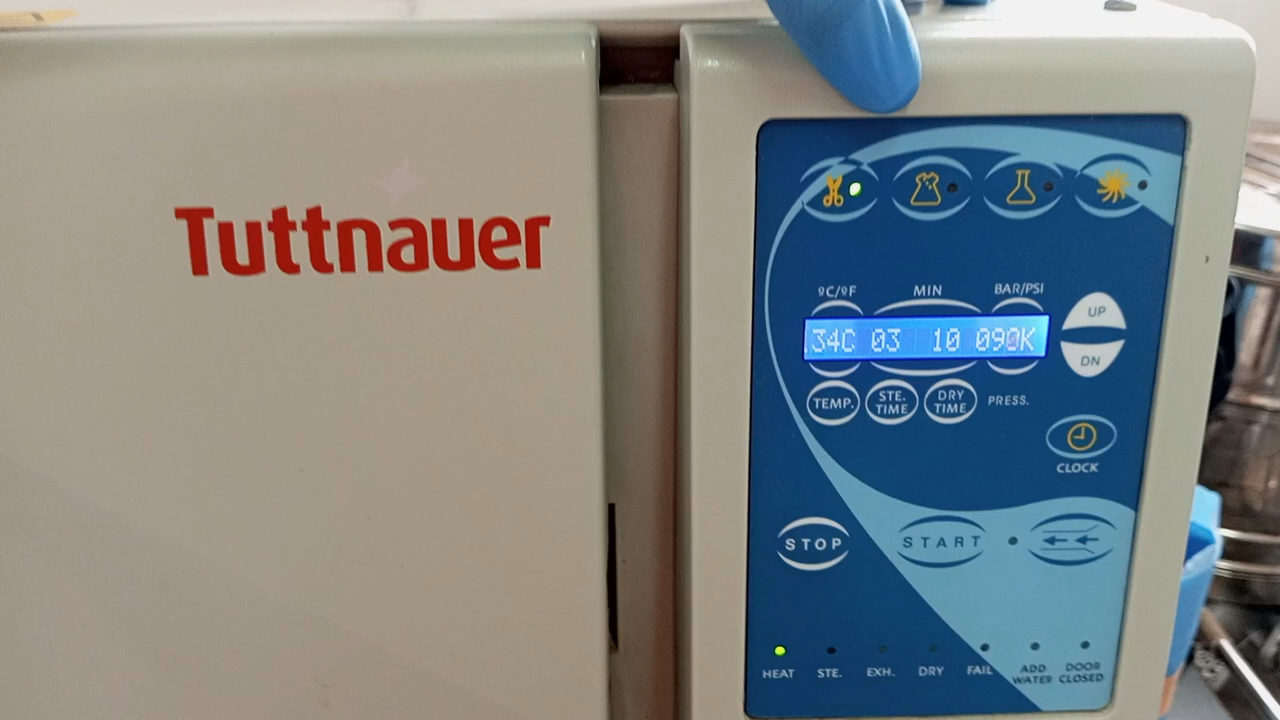 Tuttnauer
ºC/ºF MIN BAR/PSI
34C 03 10 090K
UP
DN
TEMP. STE. TIME DRY TIME PRESS.
CLOCK
STOP START
HEAT STE. EXH. DRY FAIL ADD WATER DOOR CLOSED